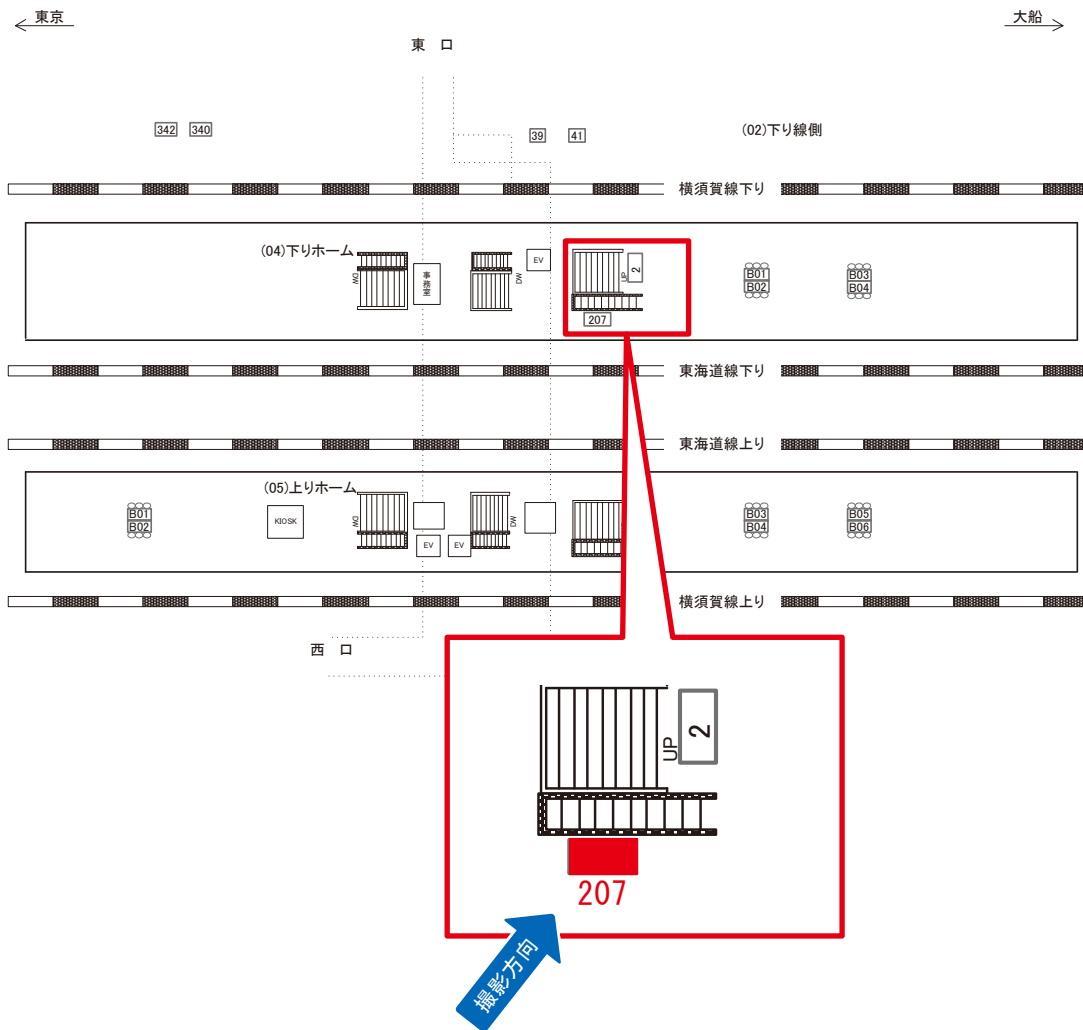 東京
大船
東 口
342 340
39 41
(02)下り線側
横須賀線下り
(04)下りホーム
DW
事務室
DW
EV
UP
2
207
B01
B02
B03
B04
東海道線下り
東海道線上り
(05)上りホーム
B01
B02
KIOSK
DW
EV
EV
DW
B03
B04
B05
B06
横須賀線上り
西 口
UP
2
207
撮影方向